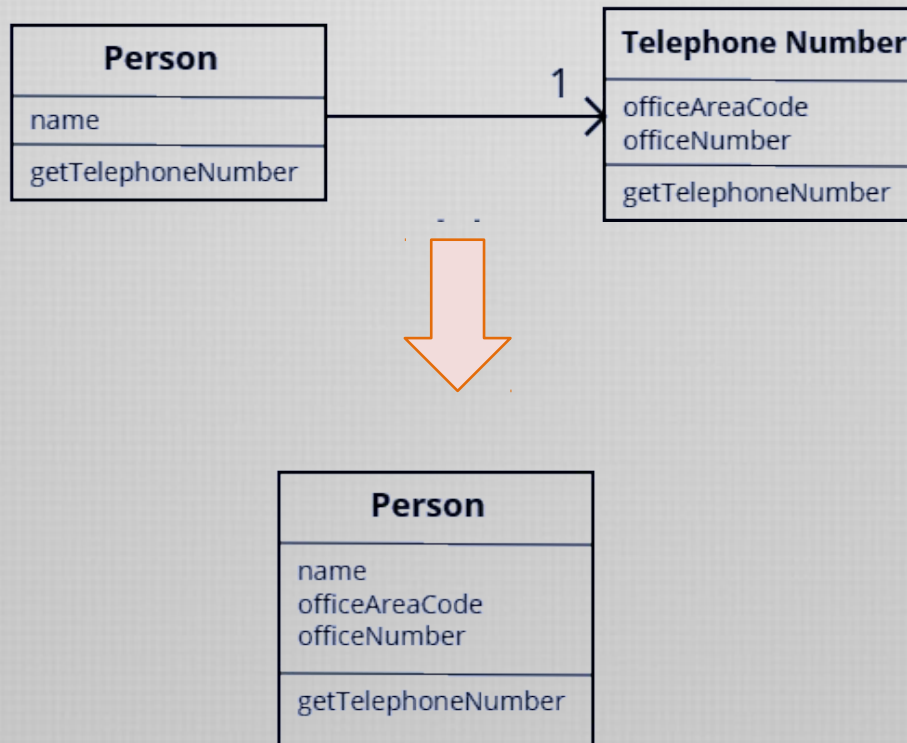 Person
name
getTelephoneNumber
1
Telephone Number
officeAreaCode
officeNumber
getTelephoneNumber
Person
name
officeAreaCode
officeNumber
getTelephoneNumber